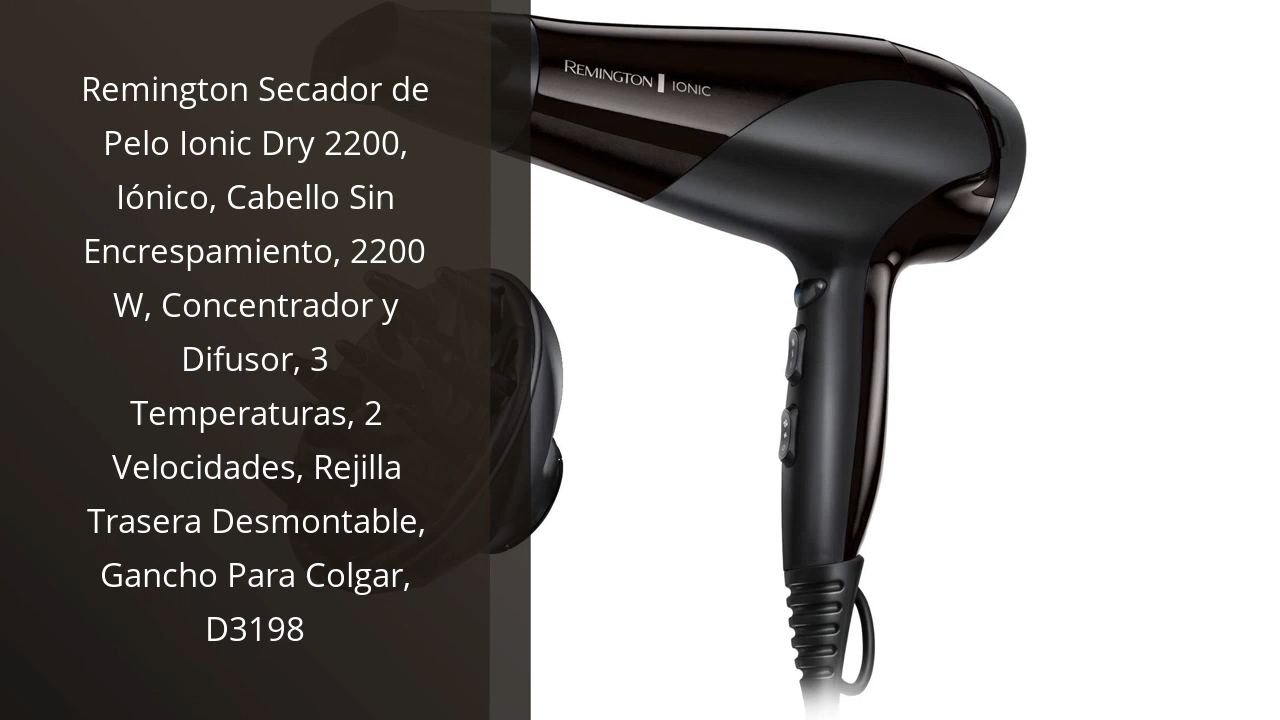 Remington Secador de
Pelo Ionic Dry 2200,
Iónico, Cabello Sin
Encrespamiento, 2200
W, Concentrador y
Difusor, 3
Temperaturas, 2
Velocidades, Rejilla
Trasera Desmontable,
Gancho Para Colgar,
D3198
REMINGTON IONIC